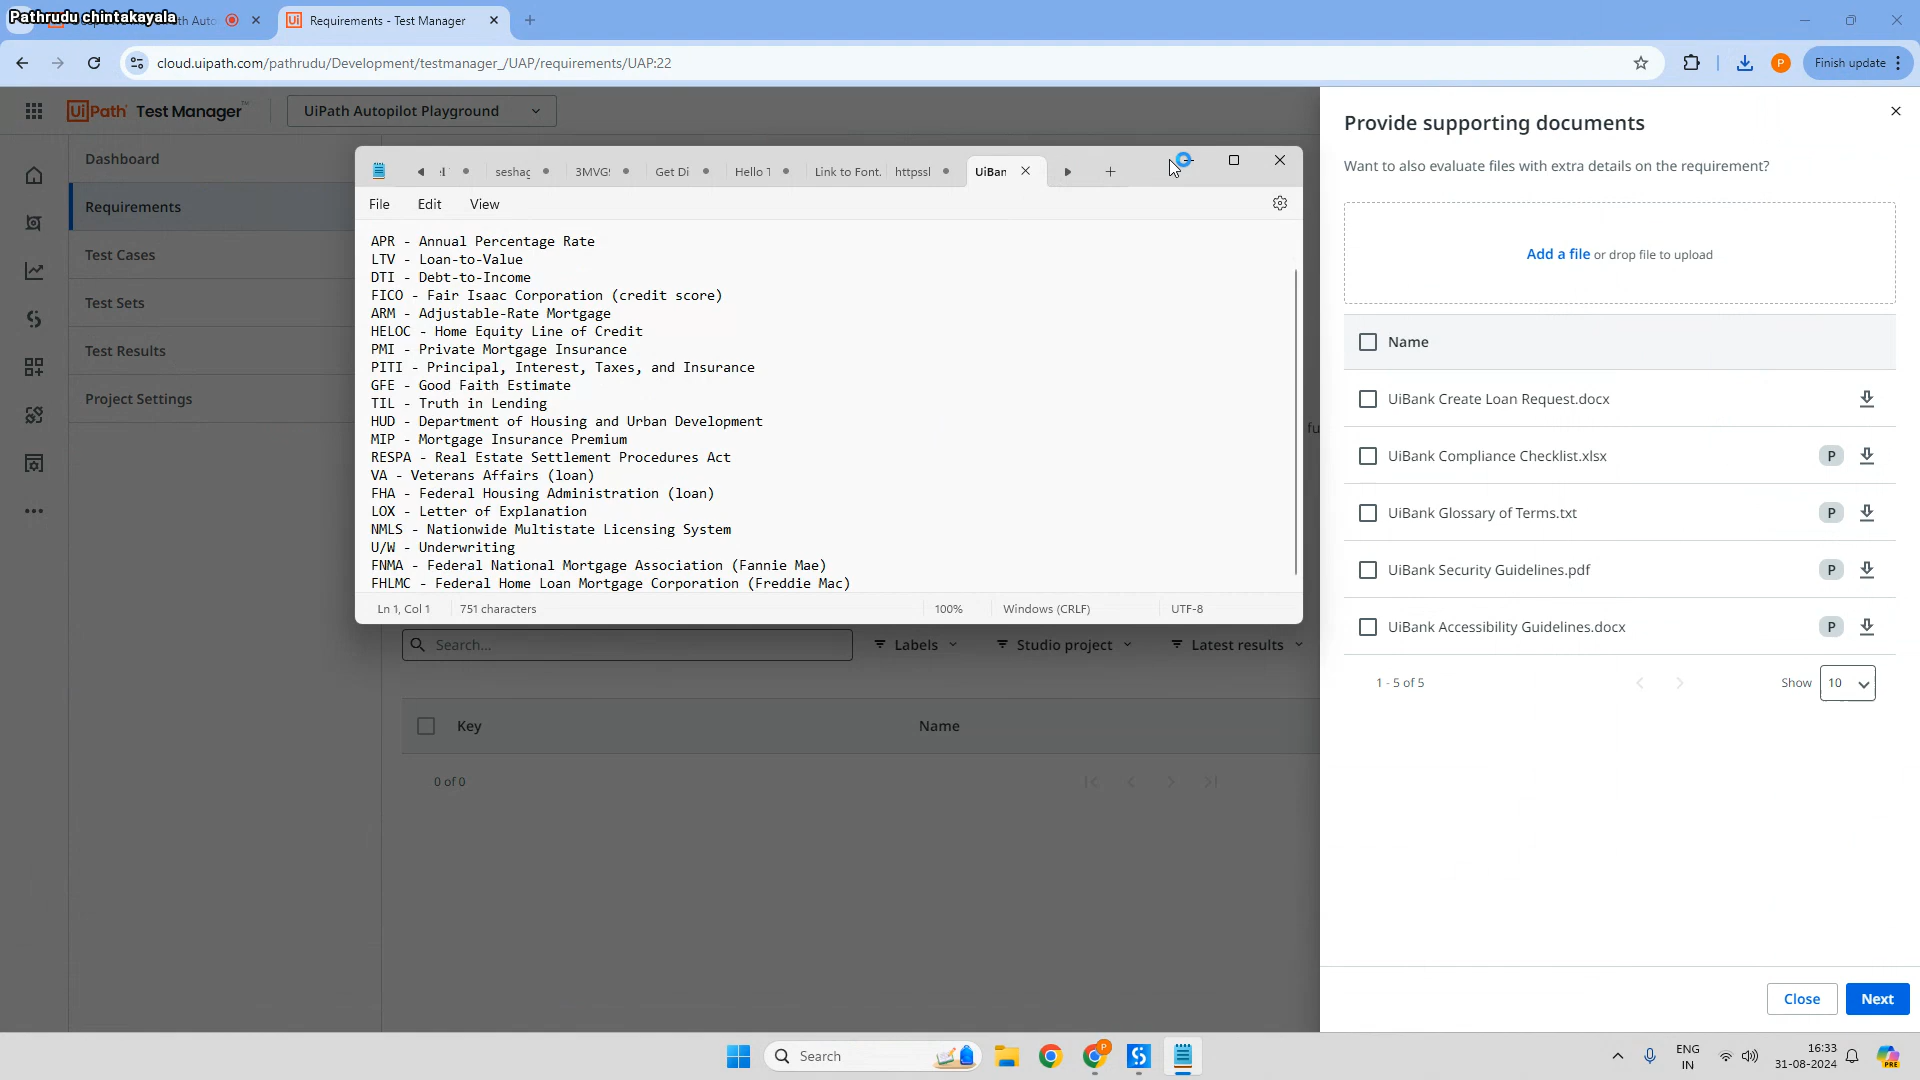 Pathrudu chintakayala
Requirements - Test Manager
cloud.uipath.com/pathrudu/Development/testmanager_/UAP/requirements/UAP:22
P
Finish update
UiPath Test Manager
UiPath Autopilot Playground
Dashboard
Requirements
Test Cases
Test Sets
Test Results
Project Settings
seshag
3MVG!
Get Di
Hello T
Link to Font.
httpssl
UiBan
File
Edit
View
APR - Annual Percentage Rate
LTV - Loan-to-Value
DTI - Debt-to-Income
FICO - Fair Isaac Corporation (credit score)
ARM - Adjustable-Rate Mortgage
HELOC - Home Equity Line of Credit
PMI - Private Mortgage Insurance
PITI - Principal, Interest, Taxes, and Insurance
GFE - Good Faith Estimate
TIL - Truth in Lending
HUD - Department of Housing and Urban Development
MIP - Mortgage Insurance Premium
RESPA - Real Estate Settlement Procedures Act
VA - Veterans Affairs (loan)
FHA - Federal Housing Administration (loan)
LOX - Letter of Explanation
NMLS - Nationwide Multistate Licensing System
U/W - Underwriting
FNMA - Federal National Mortgage Association (Fannie Mae)
FHLMC - Federal Home Loan Mortgage Corporation (Freddie Mac)
Ln 1, Col 1
751 characters
100%
Windows (CRLF)
UTF-8
fu
Search...
Labels
Studio project
Latest results
Key
Name
0 of 0
Provide supporting documents
Want to also evaluate files with extra details on the requirement?
Add a file or drop file to upload
Name
UiBank Create Loan Request.docx
UiBank Compliance Checklist.xlsx
P
UiBank Glossary of Terms.txt
P
UiBank Security Guidelines.pdf
P
UiBank Accessibility Guidelines.docx
P
1 - 5 of 5
Show
10
Close
Next
Search
P
ENG
IN
16:33
31-08-2024
PRE